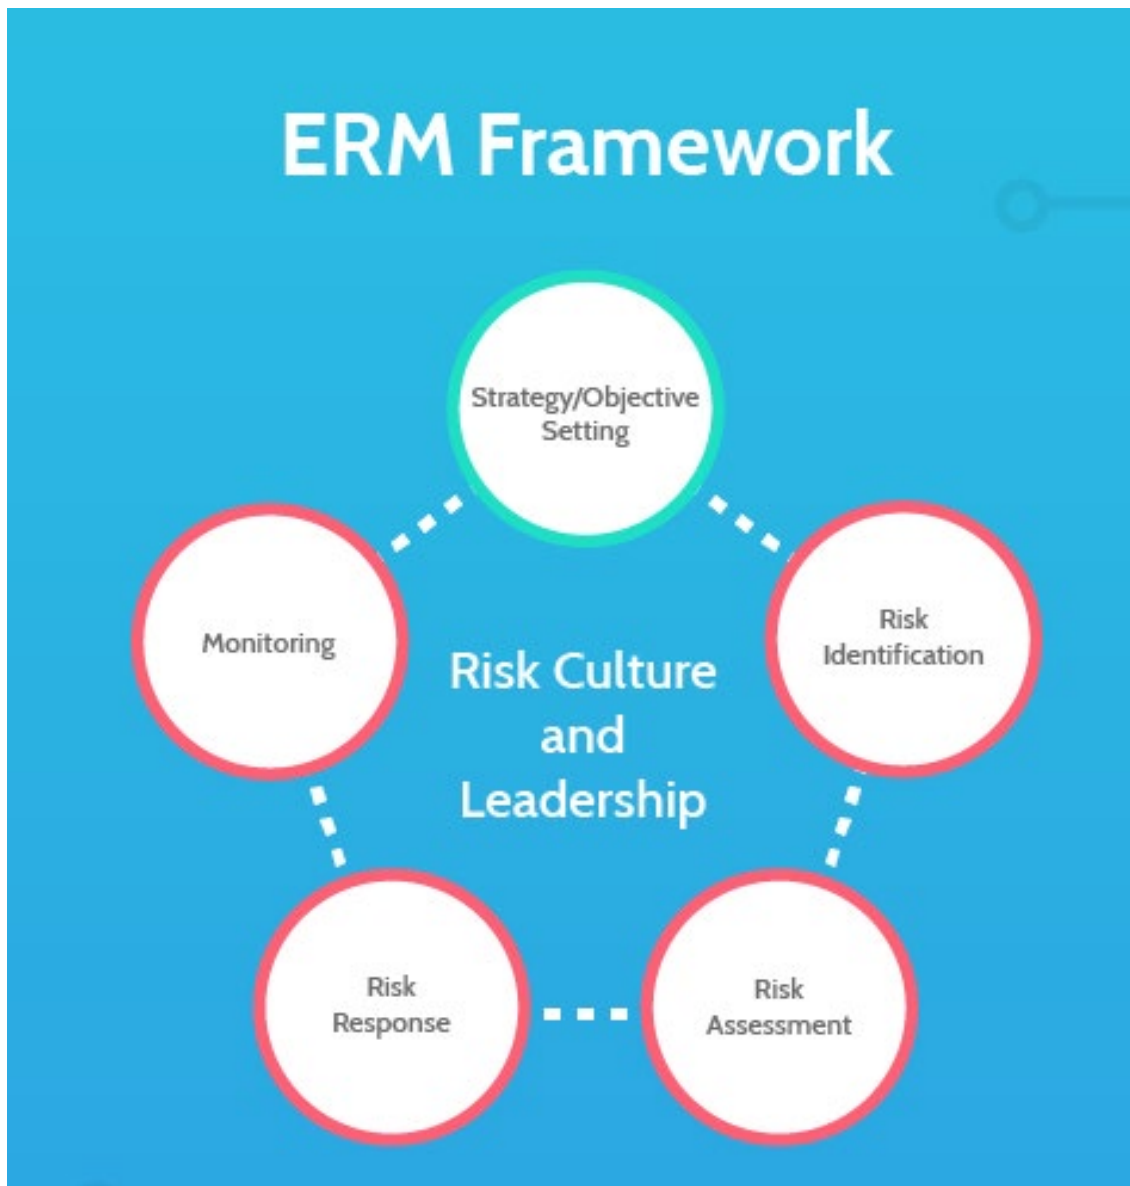 ERM Framework
Strategy/Objective
Setting
Risk
Identification
Monitoring
Risk Culture
and
Leadership
Risk
Response
Risk
Assessment